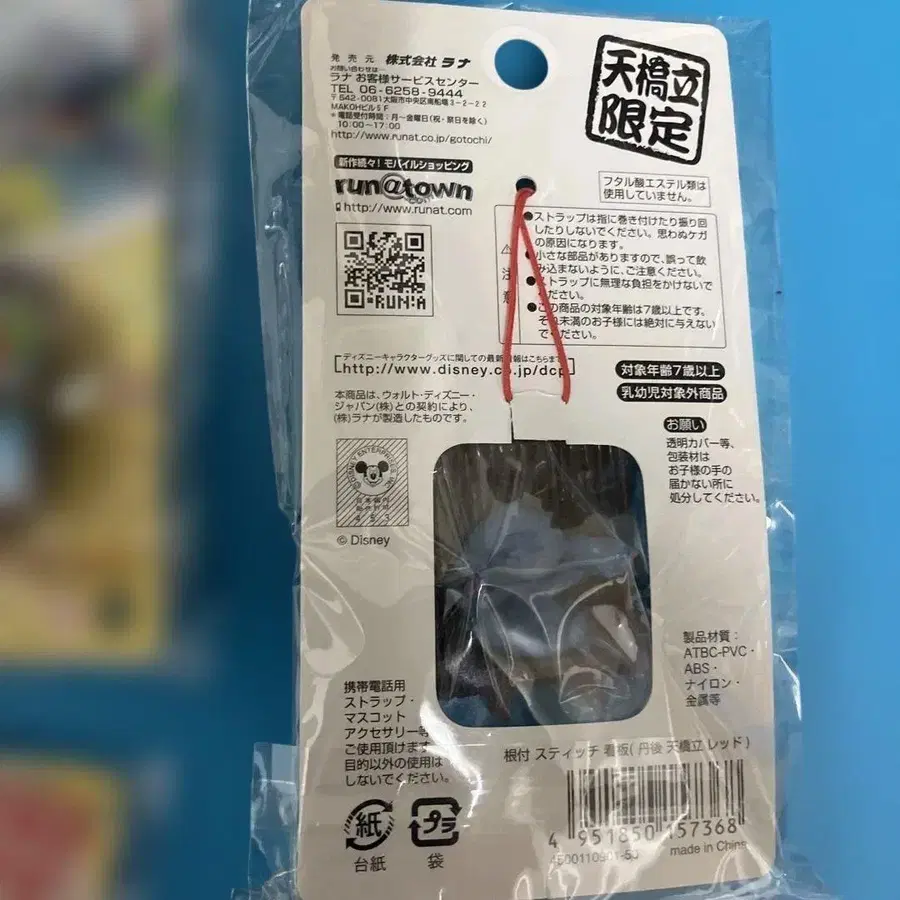 発売元 株式会社 ラナ
お問い合わせは…
ラナ お客様サービスセンター
TEL 06-6258-9444
〒542-0081大阪市中央区南船場3-2-22
MAKOHビル5F
*電話受付時間:月~金曜日(祝・祭日を除く)
10:00~17:00
http://www.runat.co.jp/gotochi/
新作続々! モバイルショッピング
run@town
.com
http://www.runat.com
RUNA
天橋立
限定
フタル酸エステル類は
使用していません。
注意
●ストラップは指に巻き付けたり振り回
したりしないでください。思わぬケガ
の原因になります。
●小さな部品がありますので、誤って飲
み込まないように、ご注意ください。
●ストラップに無理な負担をかけないで
ください。
●この商品の対象年齢は7歳以上です。
それ未満のお子様には絶対に与えない
でください。
ディズニーキャラクターグッズに関しての最新情報はこちらまで
http://www.disney.co.jp/dcp
対象年齢7歳以上
乳幼児対象外商品
本商品は、ウォルト・ディズニー・
ジャパン(株)との契約により、
(株)ラナが製造したものです。
お願い
透明カバー等、
包装材は
お子様の手の
届かない所に
処分してください。
©DISNEY ENTERPRISES INC.
453
© Disney
製品材質:
ATBC-PVC・
ABS・
ナイロン・
金属等
携帯電話用
ストラップ・
マスコット
アクセサリー等
ご使用頂けます
目的以外の使用は
しないでください。
根付 スティッチ 看板(丹後 天橋立 レッド)
紙
台紙
プラ
袋
4 951850 157368
made in China